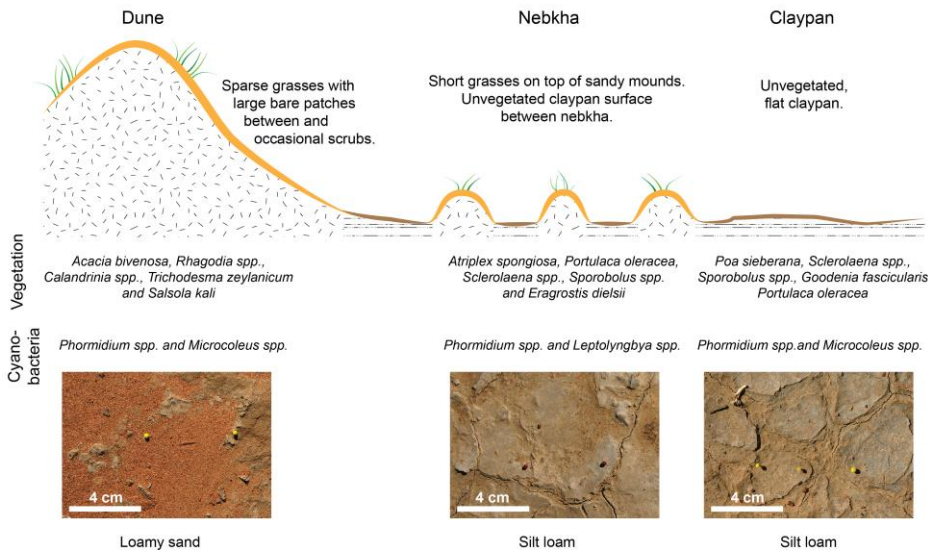 Dune
Nebkha
Claypan
Sparse grasses with
large bare patches
between and
occasional scrubs.
Short grasses on top of sandy mounds.
Unvegetated claypan surface
between nebkha.
Unvegetated,
flat claypan.
Vegetation
Acacia bivenosa, Rhagodia spp.,
Calandrinia spp., Trichodesma zeylanicum
and Salsola kali
Atriplex spongiosa, Portulaca oleracea,
Sclerolaena spp., Sporobolus spp.
and Eragrostis dielsii
Poa sieberana, Sclerolaena spp.,
Sporobolus spp., Goodenia fascicularis
Portulaca oleracea
Cyano-
bacteria
Phormidium spp. and Microcoleus spp.
Phormidium spp. and Leptolyngbya spp.
Phormidium spp.and Microcoleus spp.
4 cm
4 cm
4 cm
Loamy sand
Silt loam
Silt loam